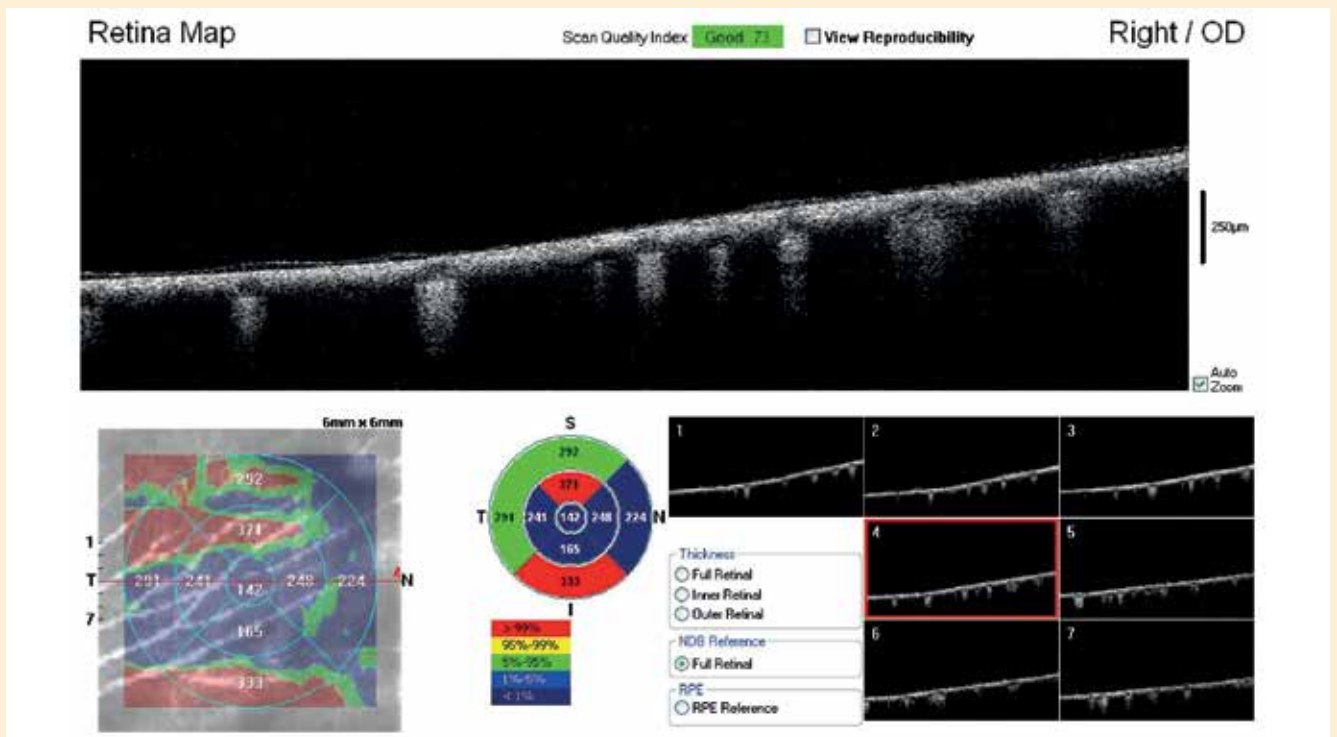 Retina Map
Scan Quality Index Good 73 View Reproducibility
Right / OD
250µm
Auto
Zoom
6mm x 6mm
292
371
291 241 142 248 224
165
333
1
T
7
N
S
292
371
T 291 241 142 248 224 N
165
333
I
> 99%
95%-99%
5%-95%
1%-5%
< 1%
1
2
3
4
5
6
7
Thickness
Full Retinal
Inner Retinal
Outer Retinal
NDB Reference
Full Retinal
RPE
RPE Reference